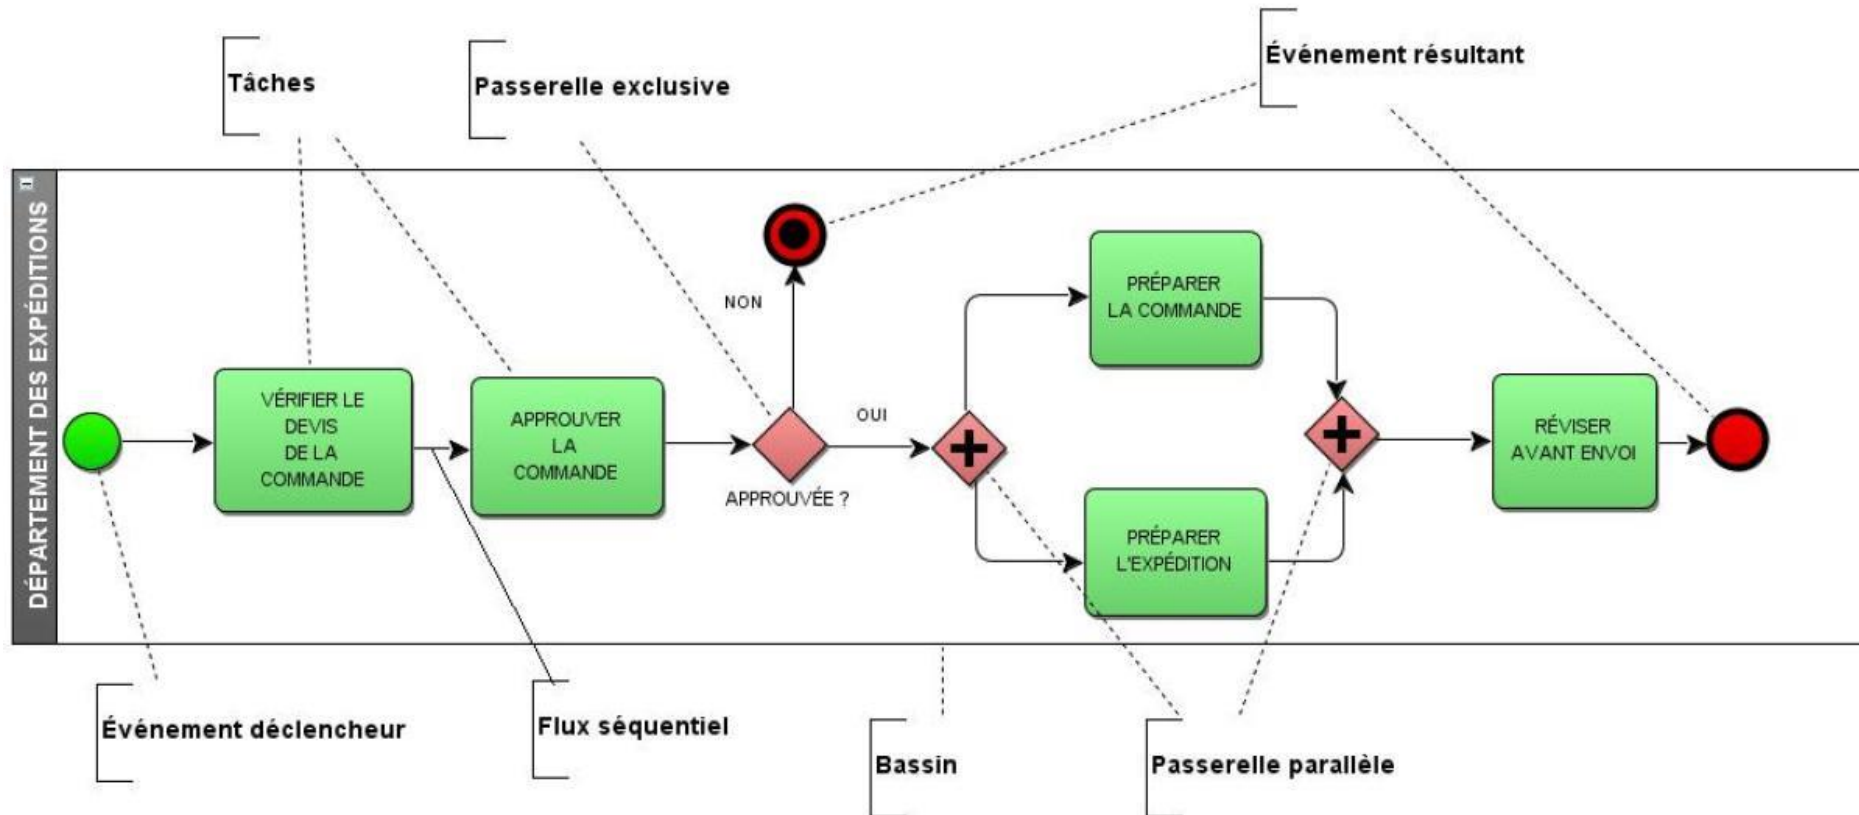 Tâches
Passerelle exclusive
Événement résultant
DÉPARTEMENT DES EXPÉDITIONS
VÉRIFIER LE
DEVIS
DE LA
COMMANDE
APPROUVER
LA
COMMANDE
NON
APPROUVÉE ?
OUI
PRÉPARER
LA COMMANDE
PRÉPARER
L'EXPÉDITION
RÉVISER
AVANT ENVOI
Événement déclencheur
Flux séquentiel
Bassin
Passerelle parallèle